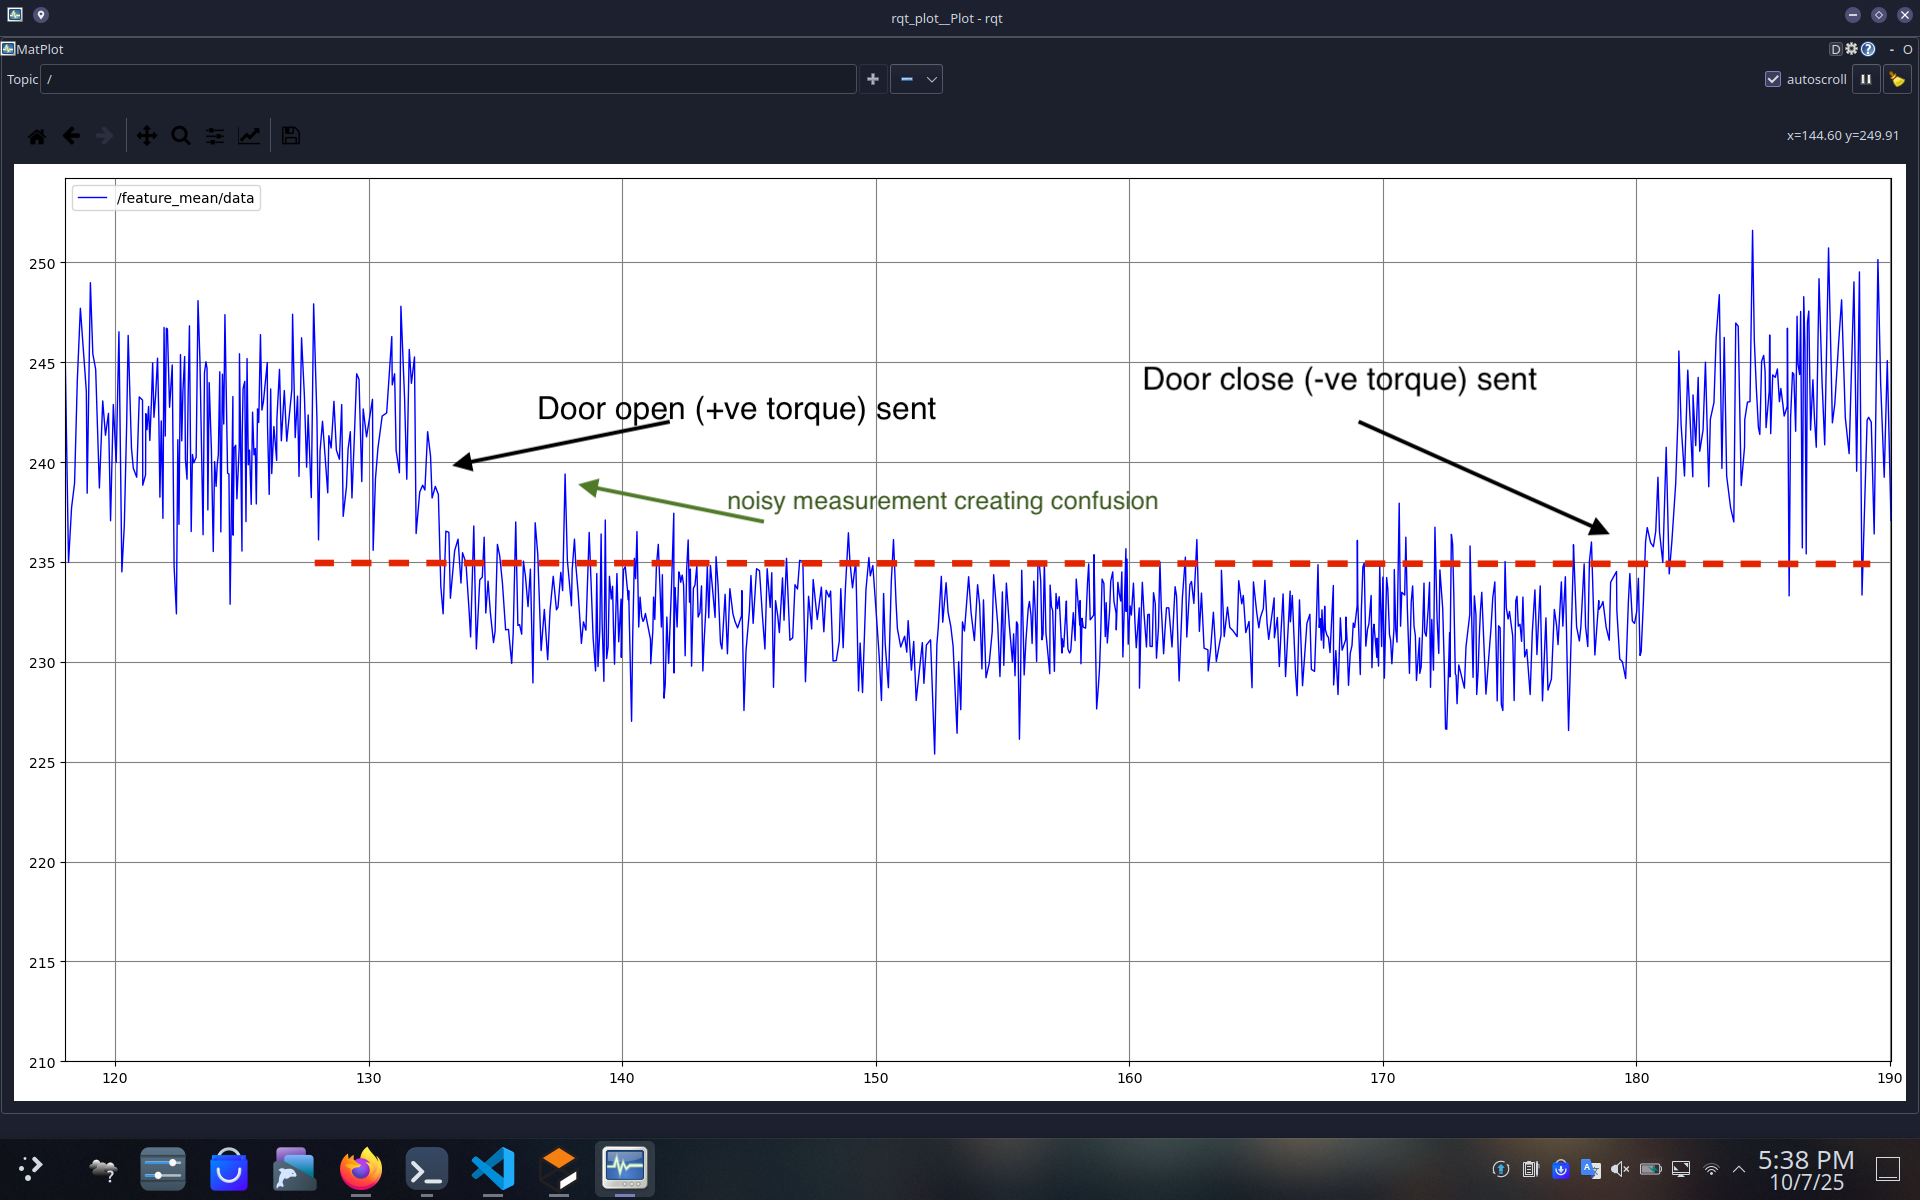 rqt_plot__Plot - rqt
MatPlot
D
- O
Topic /
autoscroll
x=144.60 y=249.91
/feature_mean/data
250
245
Door close (-ve torque) sent
Door open (+ve torque) sent
240
noisy measurement creating confusion
235
230
225
220
215
210
120 130 140 150 160 170 180 190
5:38 PM
10/7/25